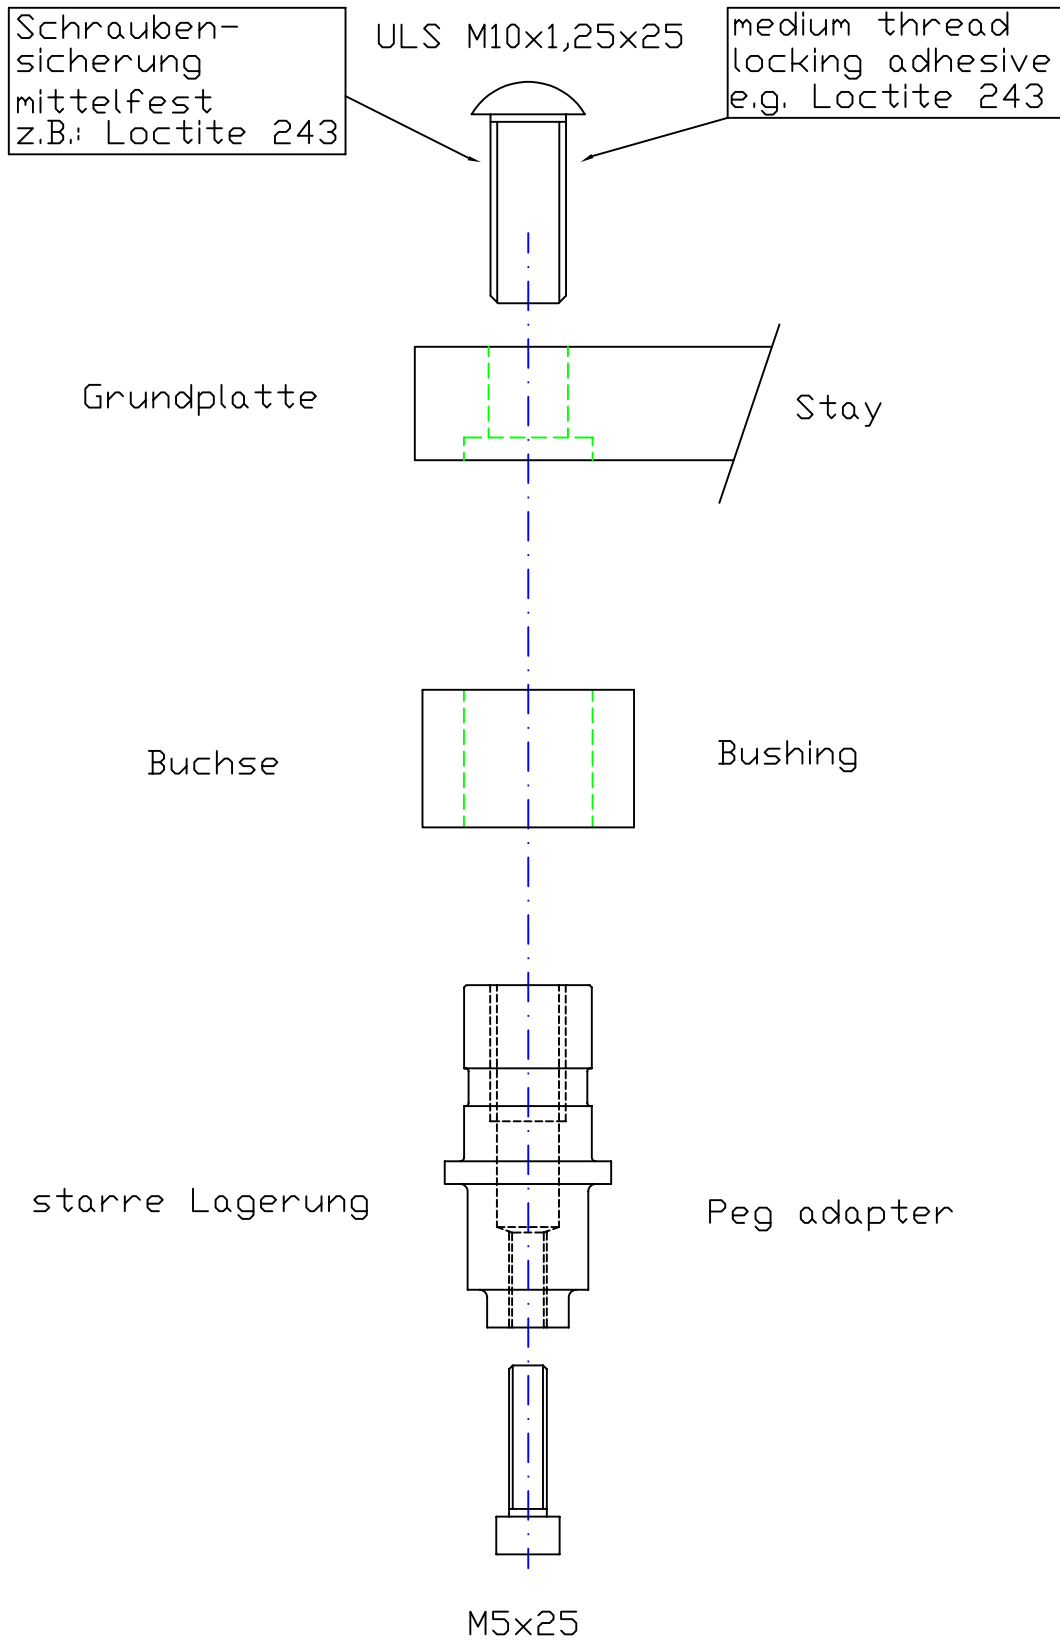 Schrauben-
sicherung
mittelfest
z.B.: Loctite 243
ULS M10x1,25x25
medium thread
locking adhesive
e.g. Loctite 243
Grundplatte
Stay
Buchse
Bushing
starre Lagerung
Peg adapter
M5x25